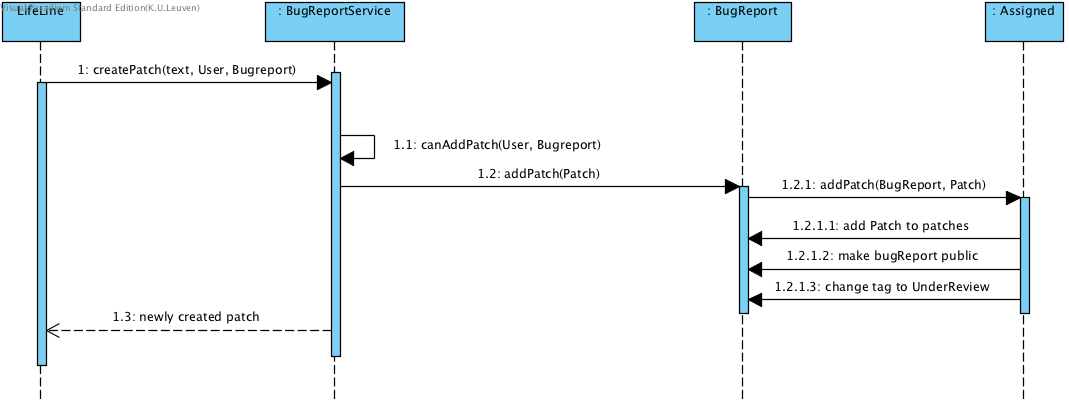 Visual Paradigm Standard Edition(K.U.Leuven)
LifeLine
: BugReportService
: BugReport
: Assigned
1: createPatch(text, User, Bugreport)
1.1: canAddPatch(User, Bugreport)
1.2: addPatch(Patch)
1.2.1: addPatch(BugReport, Patch)
1.2.1.1: add Patch to patches
1.2.1.2: make bugReport public
1.2.1.3: change tag to UnderReview
1.3: newly created patch